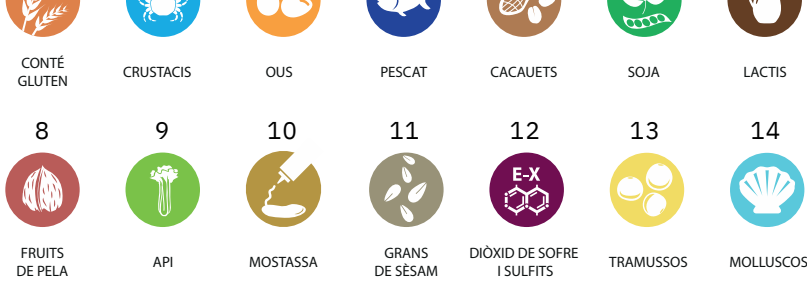 CONTÉ
GLUTEN
CRUSTACIS
OUS
PESCAT
CACAUETS
SOJA
LACTIS
8
9
10
11
12
13
14
E-X
FRUITS
DE PELA
API
MOSTASSA
GRANS
DE SÈSAM
DIÒXID DE SOFRE
I SULFITS
TRAMUSSOS
MOLLUSCOS